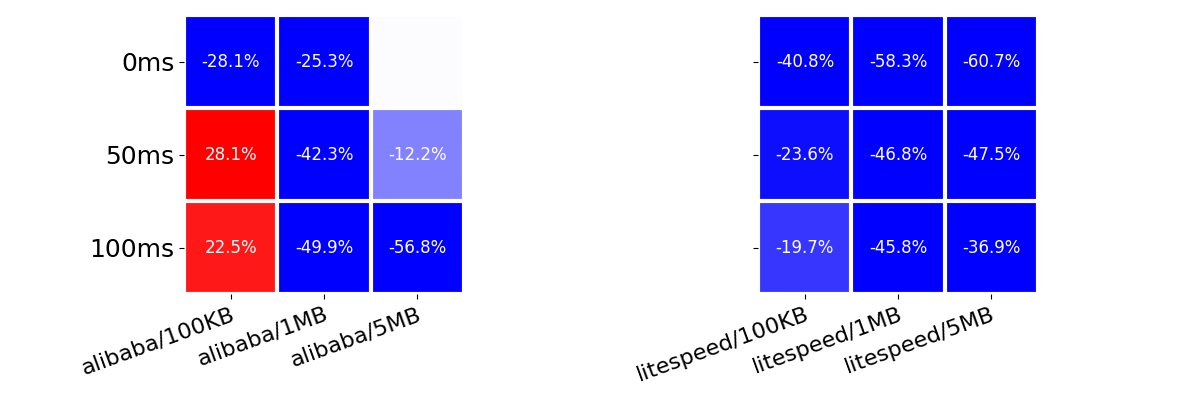 0ms -28.1% -25.3% -40.8% -58.3% -60.7%
50ms 28.1% -42.3% -12.2% -23.6% -46.8% -47.5%
100ms 22.5% -49.9% -56.8% -19.7% -45.8% -36.9%
alibaba/100KB alibaba/1MB alibaba/5MB litespeed/100KB litespeed/1MB litespeed/5MB